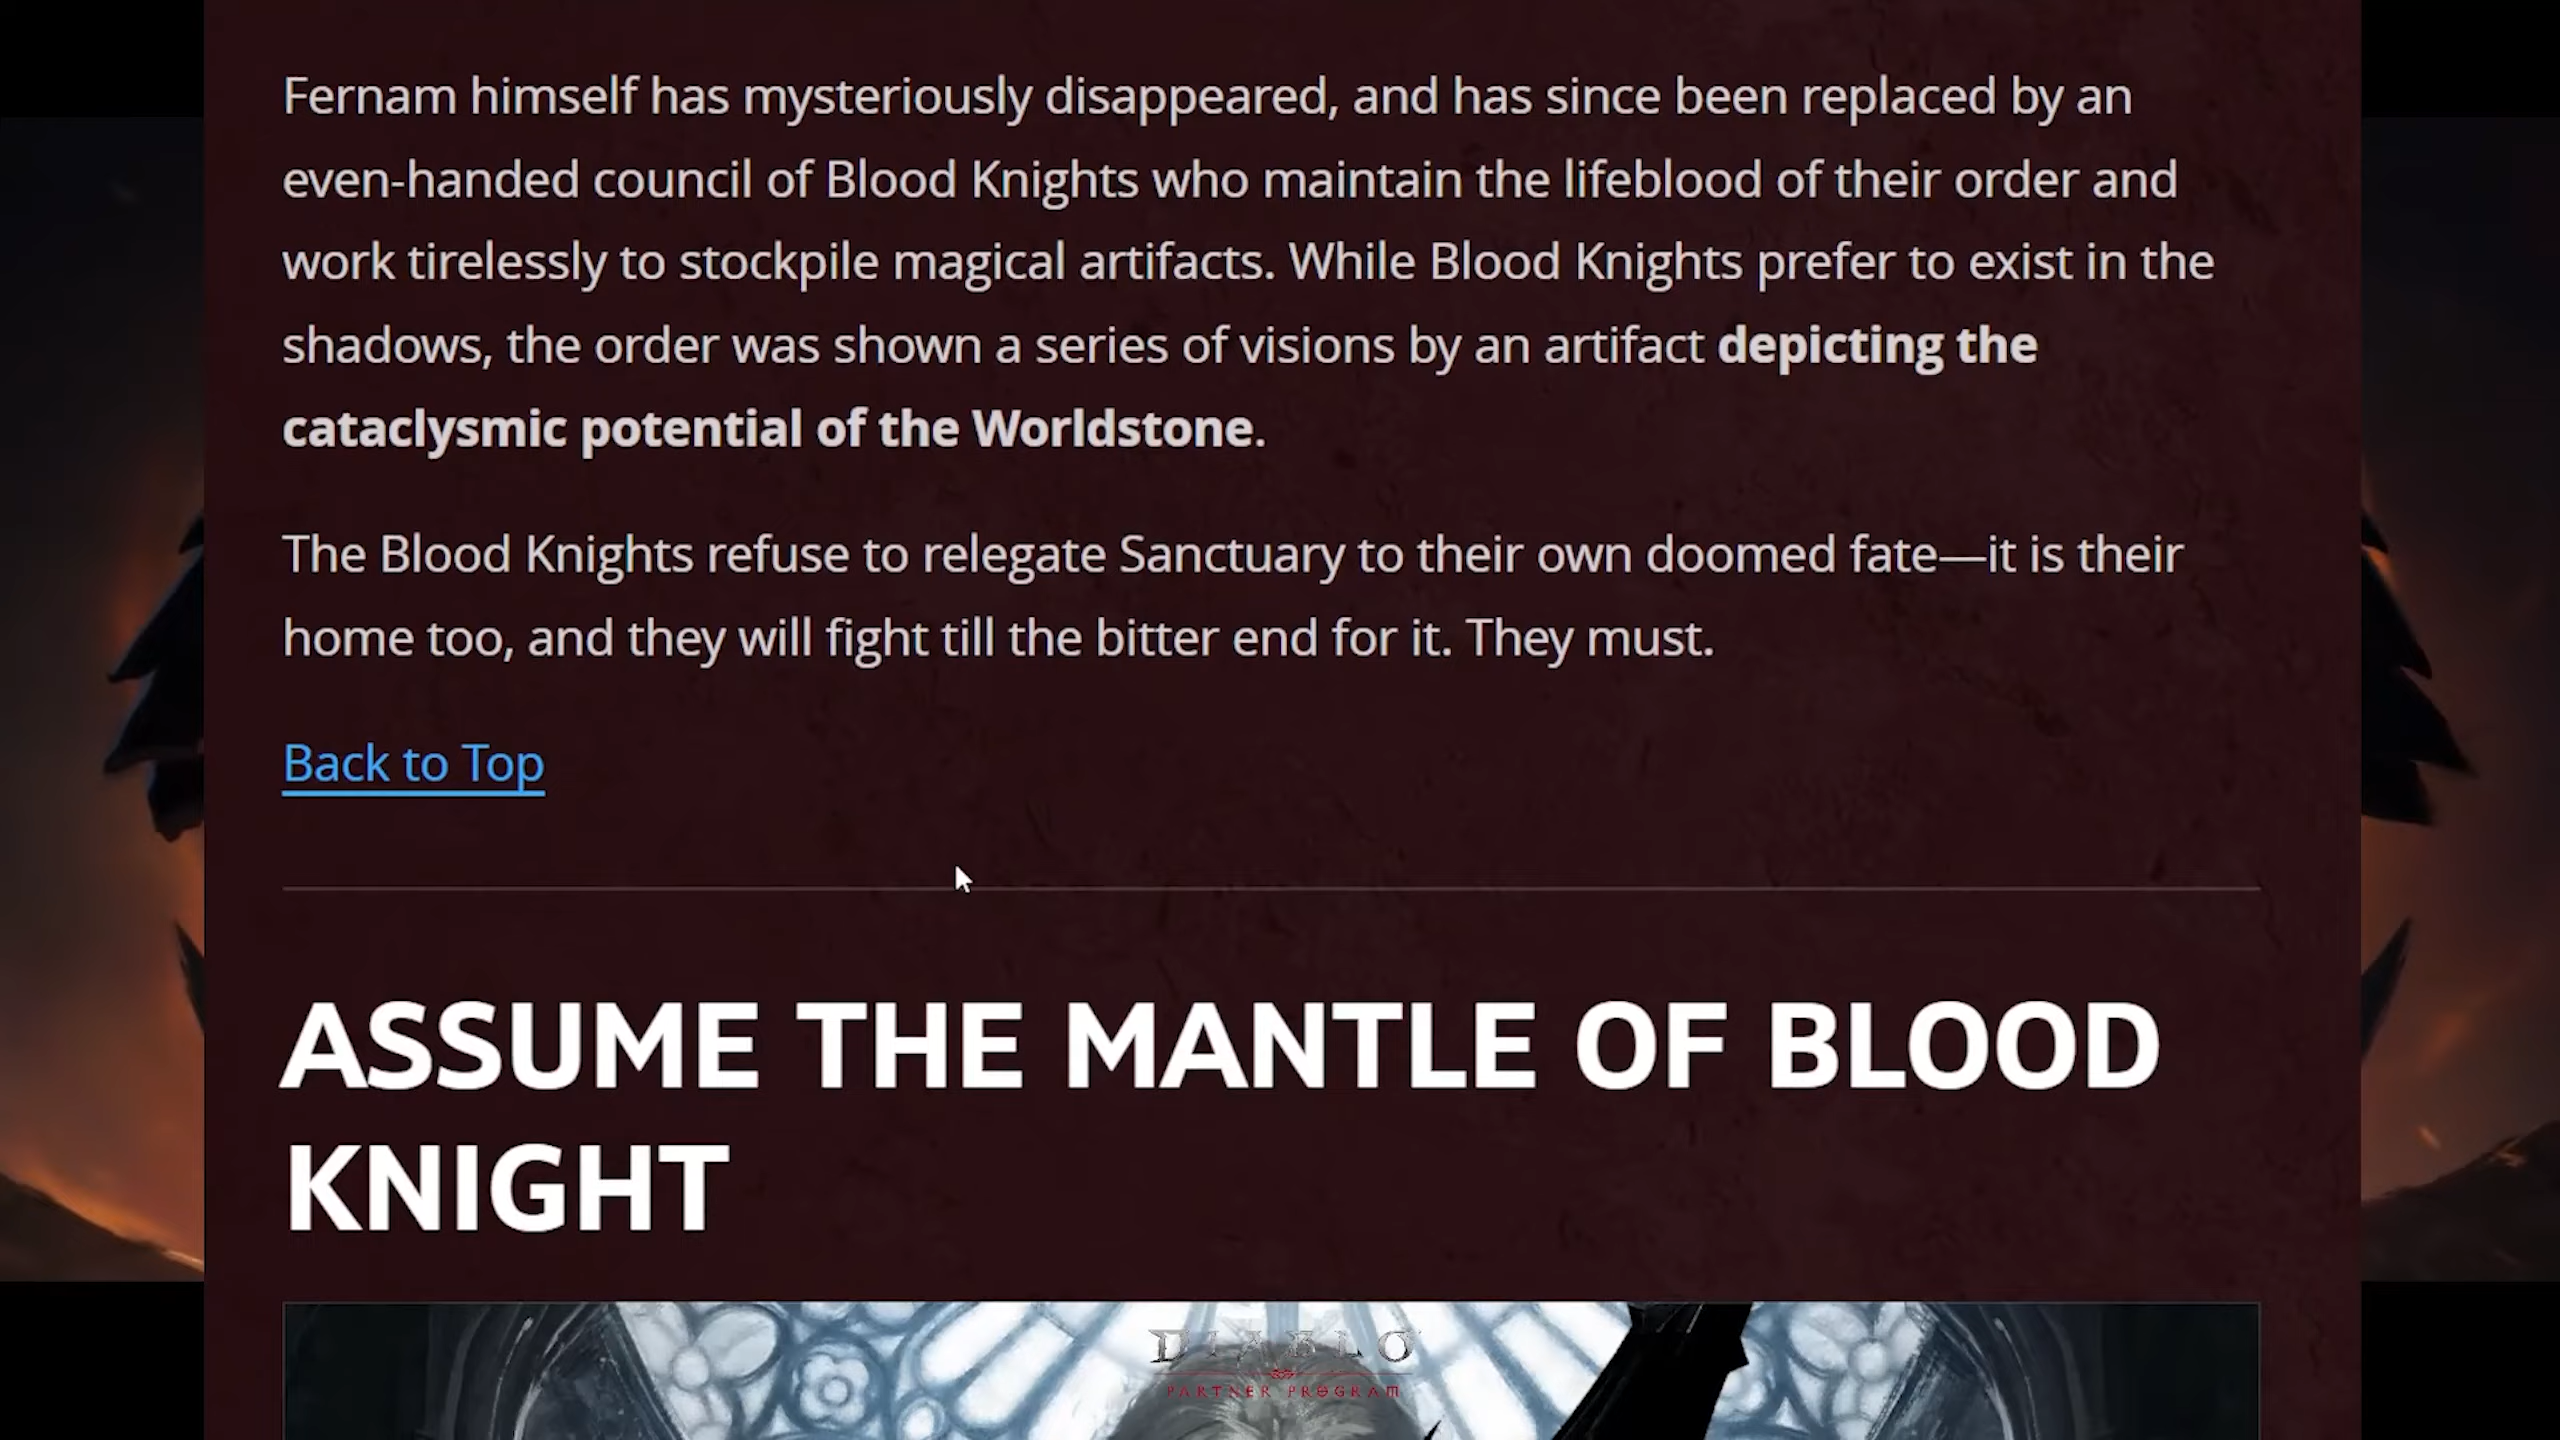 Fernam himself has mysteriously disappeared, and has since been replaced by an
even-handed council of Blood Knights who maintain the lifeblood of their order and
work tirelessly to stockpile magical artifacts. While Blood Knights prefer to exist in the
shadows, the order was shown a series of visions by an artifact depicting the
cataclysmic potential of the Worldstone.
The Blood Knights refuse to relegate Sanctuary to their own doomed fate—it is their
home too, and they will fight till the bitter end for it. They must.
Back to Top
ASSUME THE MANTLE OF BLOOD
KNIGHT
DIABLO
PARTNER PROGRAM